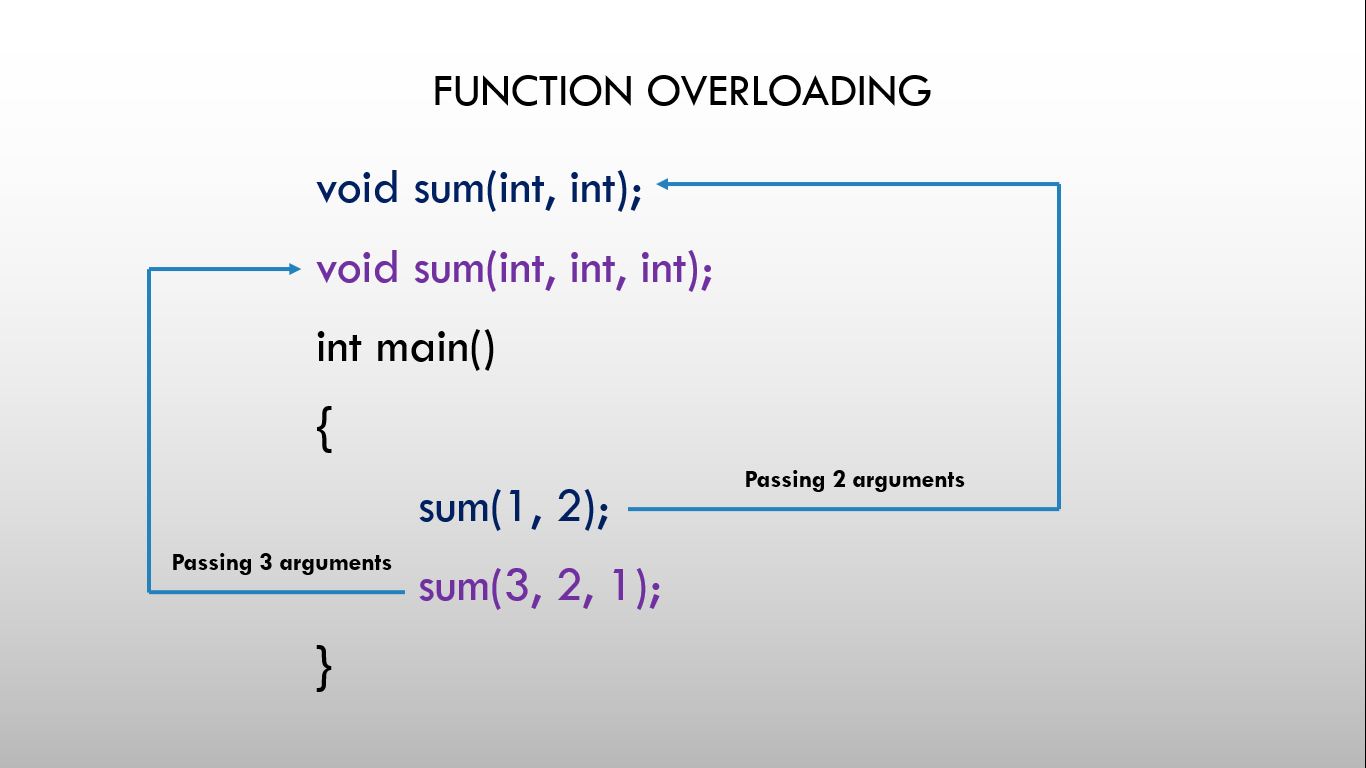 FUNCTION OVERLOADING
void sum(int, int);
void sum(int, int, int);
int main()
{
Passing 2 arguments
sum(1, 2);
Passing 3 arguments
sum(3, 2, 1);
}